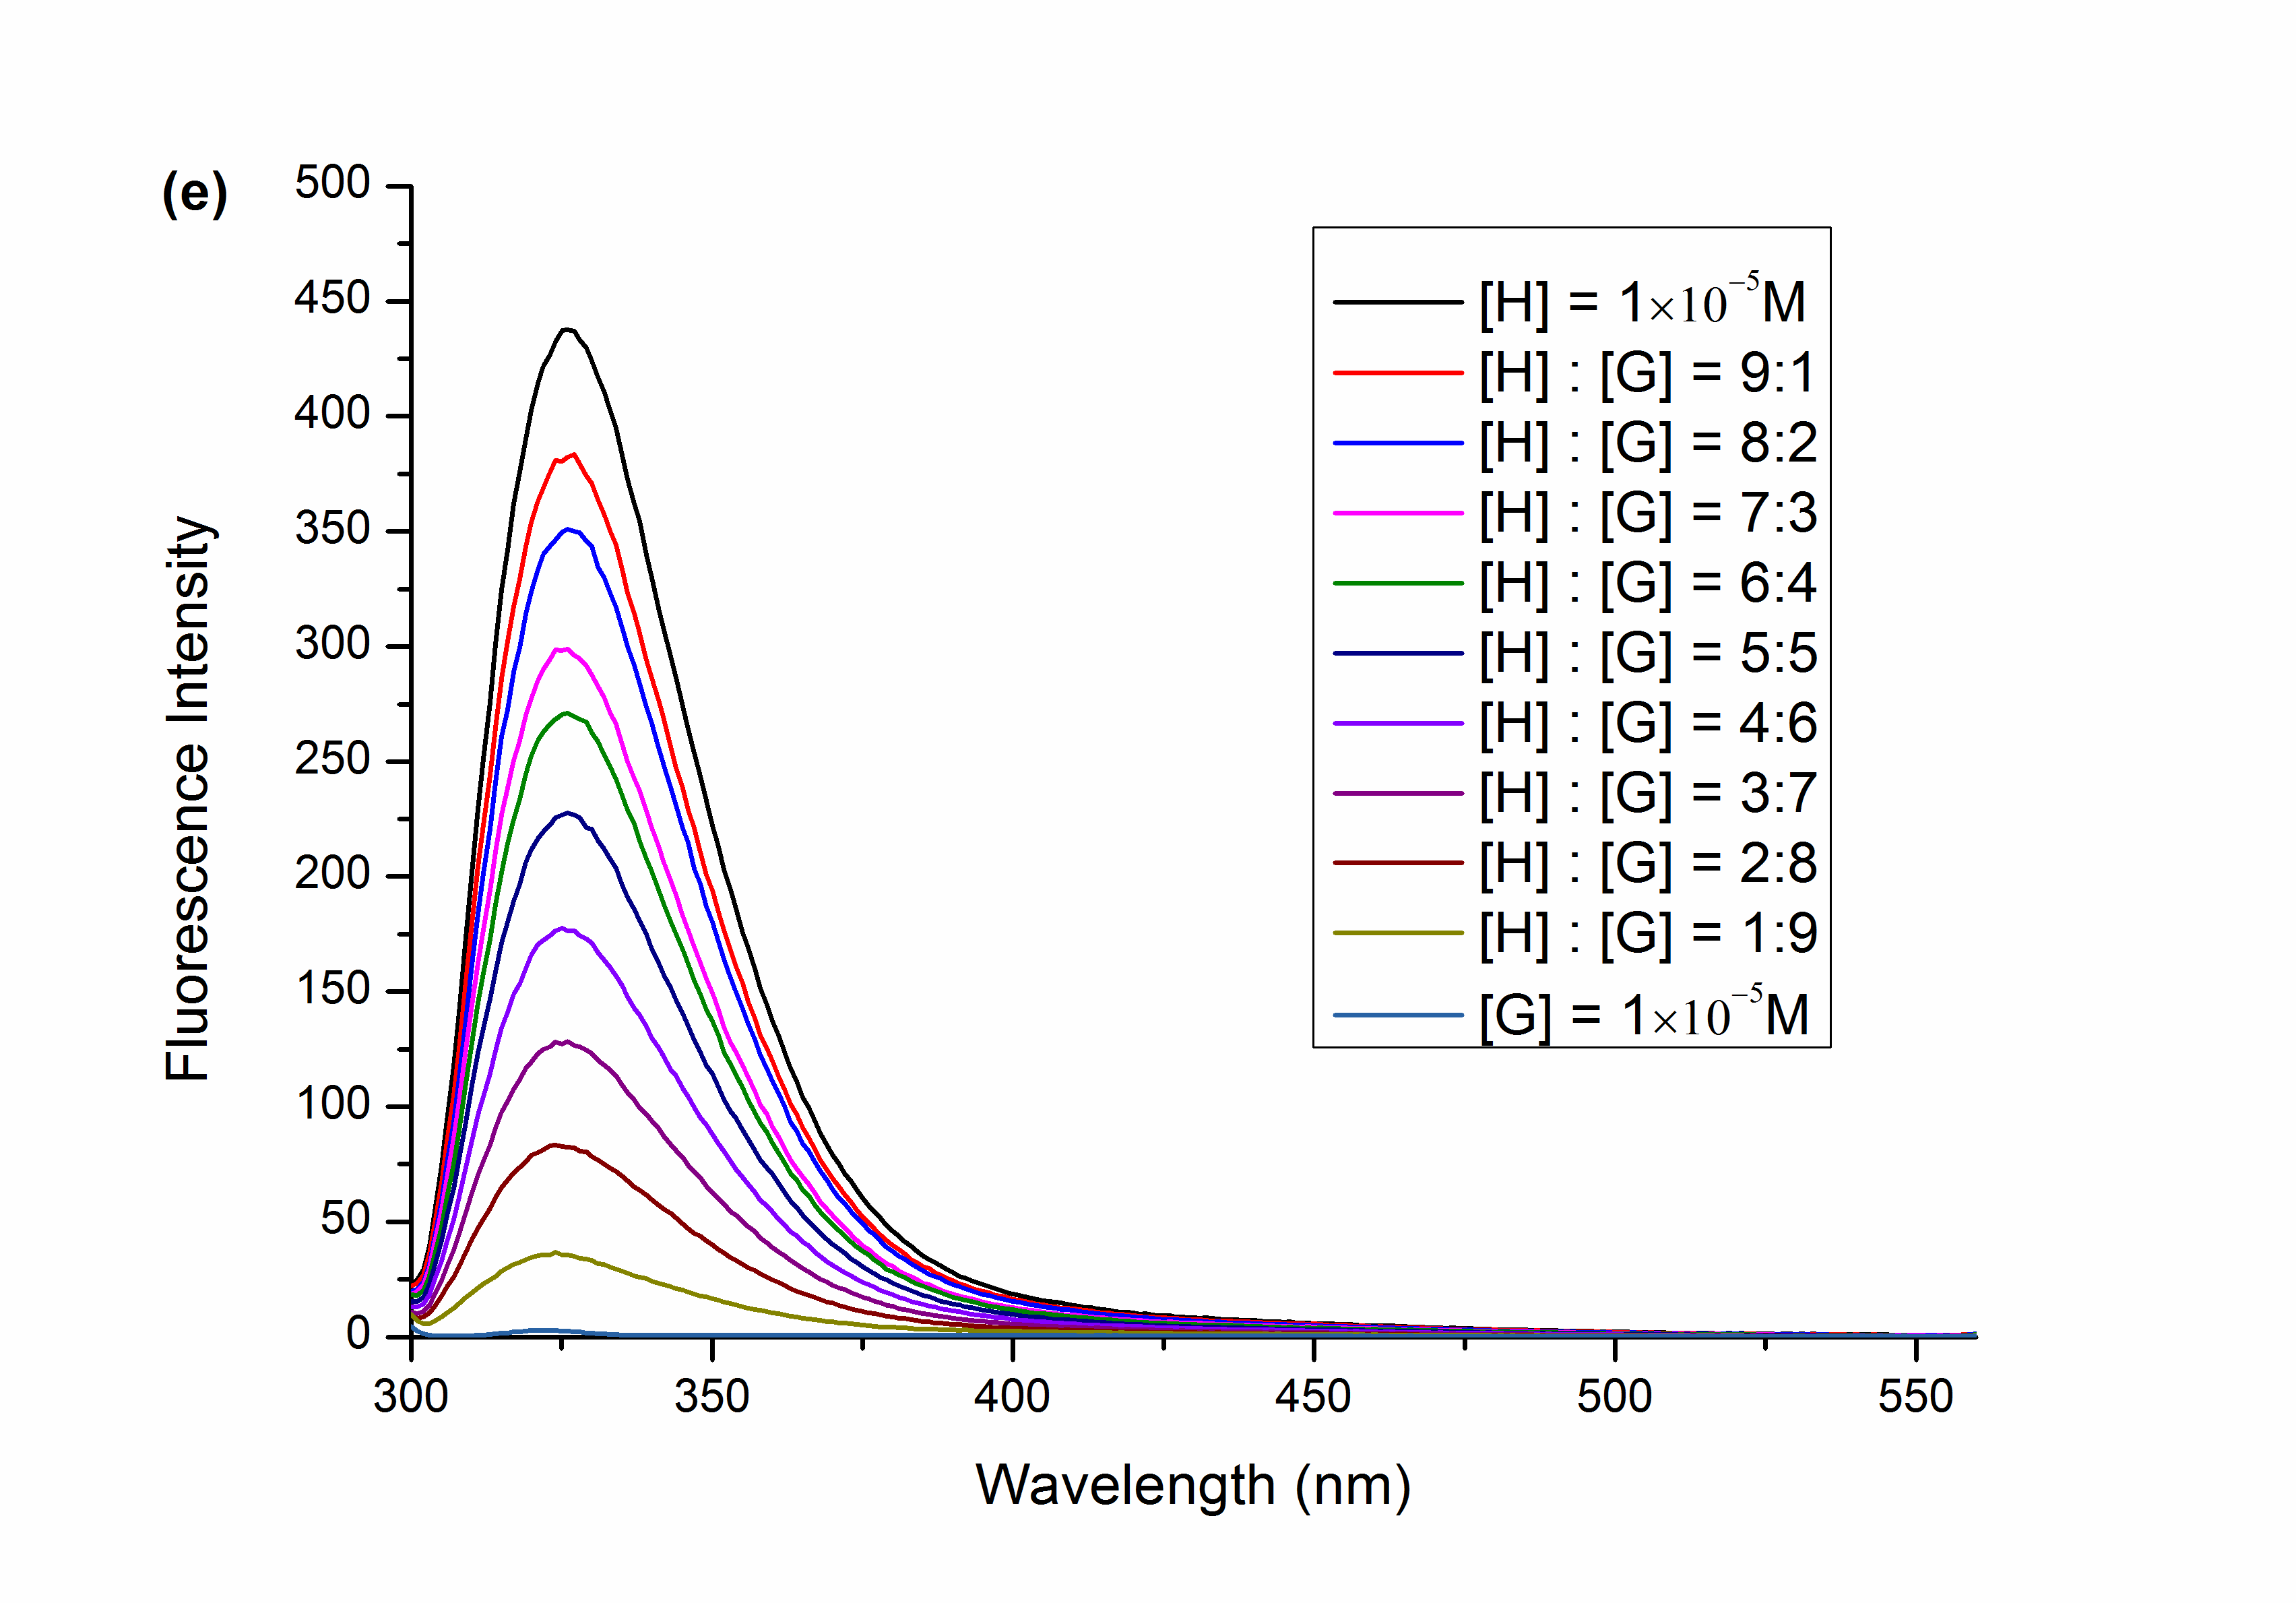 (e)
500
450
400
350
300
250
200
150
100
50
0
Fluorescence Intensity
300 350 400 450 500 550
Wavelength (nm)
[H] = 1×10⁻⁵M
[H] : [G] = 9:1
[H] : [G] = 8:2
[H] : [G] = 7:3
[H] : [G] = 6:4
[H] : [G] = 5:5
[H] : [G] = 4:6
[H] : [G] = 3:7
[H] : [G] = 2:8
[H] : [G] = 1:9
[G] = 1×10⁻⁵M